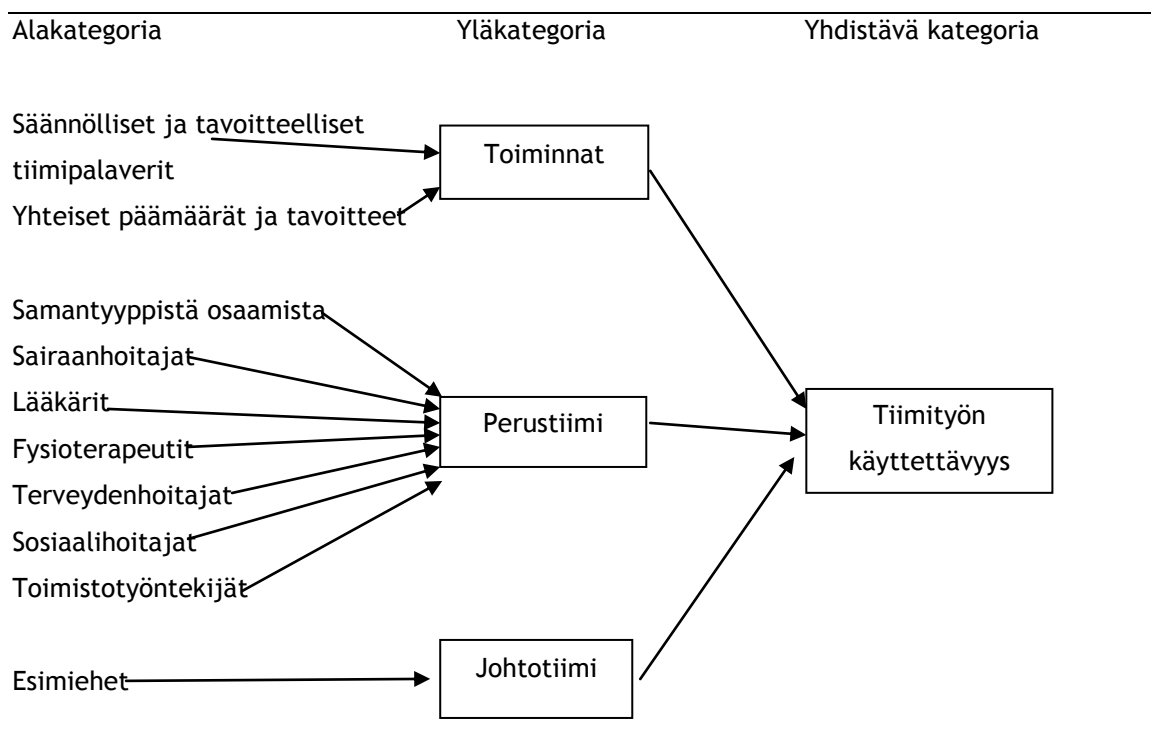 Alakategoria Yläkategoria Yhdistävä kategoria
Säännölliset ja tavoitteelliset
tiimipalaverit
Yhteiset päämäärät ja tavoitteet
Toiminnat
Samantyyppistä osaamista
Sairaanhoitajat
Lääkärit
Fysioterapeutit
Terveydenhoitajat
Sosiaalihoitajat
Toimistotyöntekijät
Perustiimi
Tiimityön
käyttettävyys
Esimiehet
Johtotiimi